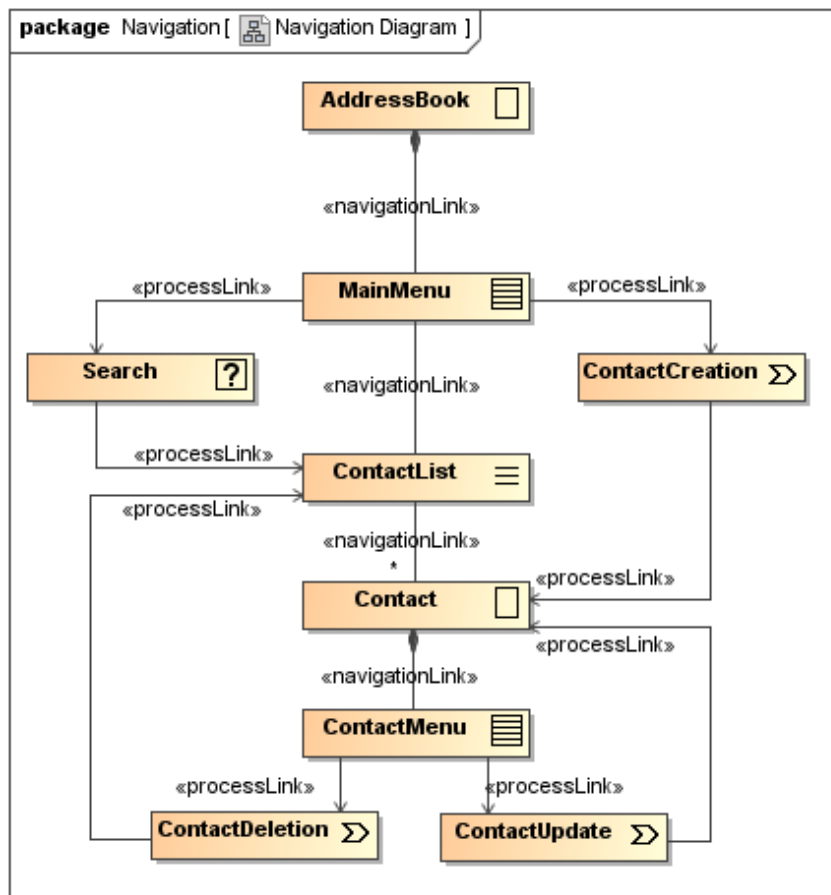 package Navigation [ Navigation Diagram ]
AddressBook
«navigationLink»
«processLink»
MainMenu
«processLink»
Search
?
«navigationLink»
ContactCreation
«processLink»
ContactList
«processLink»
«navigationLink»
*
«processLink»
Contact
«processLink»
«navigationLink»
ContactMenu
«processLink»
«processLink»
ContactDeletion
ContactUpdate